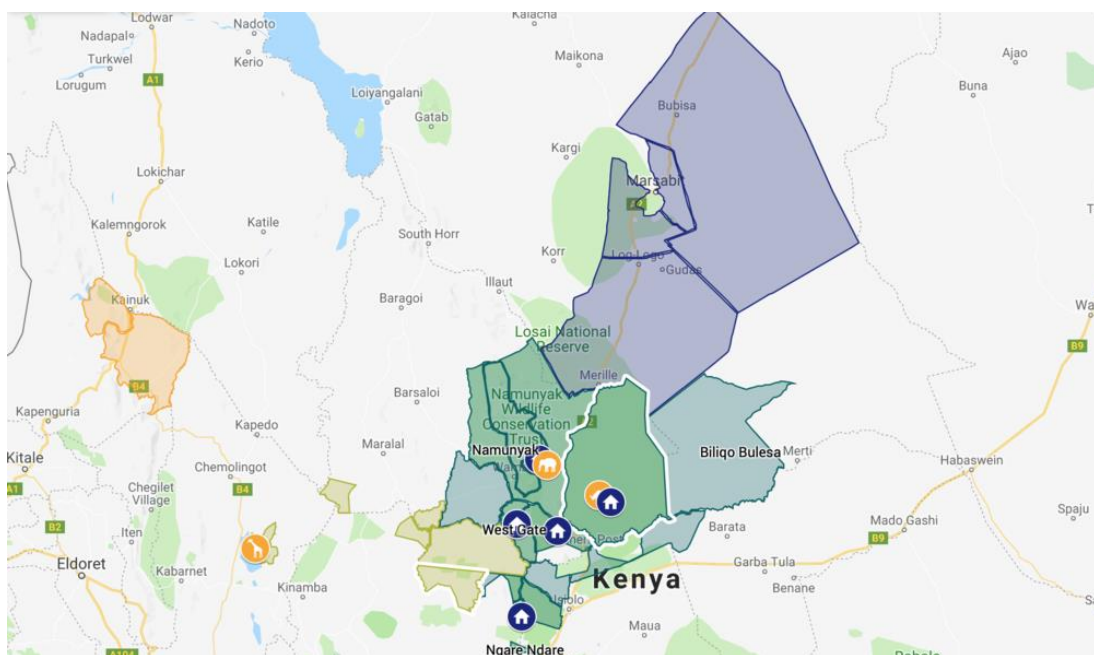 Lodwar
Nadapal
Turkwel
Lorugum
A1
Nadoto
Kerio
Kalacha
Maikona
Loiyangalani
Gatab
Kargi
Bubisa
Buna
Ajao
Marsabit
Lokichar
Kalemngorok
Katile
Lokori
South Horr
Korr
Log Logo
Gudas
Illaut
Baragoi
Kainuk
Losai National
Reserve
Merille
B9
B4
Barsaloi
Namunyak
Wildlife
Conservation
Trust
Kapenguria
Kapedo
Maralal
Namunyak
Biliqo Bulesa
Merti
Habaswein
Kitale
A1
Chemolingot
B4
Chegilet
Village
Spaju
Mado Gashi
B9
B2
Iten
West Gate
Barata
Eldoret
Kabarnet
Kinamba
Kenya
Garba Tula
Benane
Isiolo
Maua
Ngare Ndare
A104